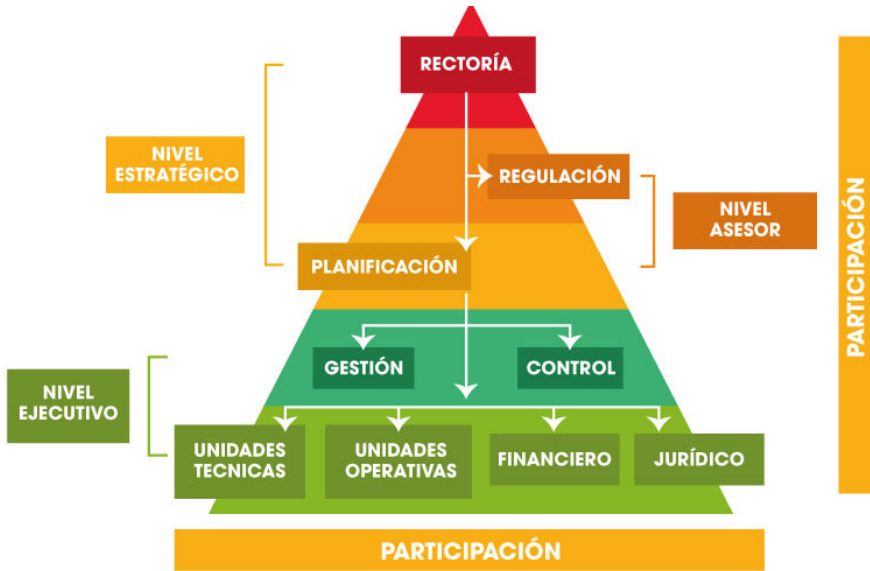 RECTORÍA
NIVEL
ESTRATÉGICO
REGULACIÓN
NIVEL
ASESOR
PLANIFICACIÓN
PARTICIPACIÓN
GESTIÓN
CONTROL
NIVEL
EJECUTIVO
UNIDADES
TECNICAS
UNIDADES
OPERATIVAS
FINANCIERO
JURÍDICO
PARTICIPACIÓN